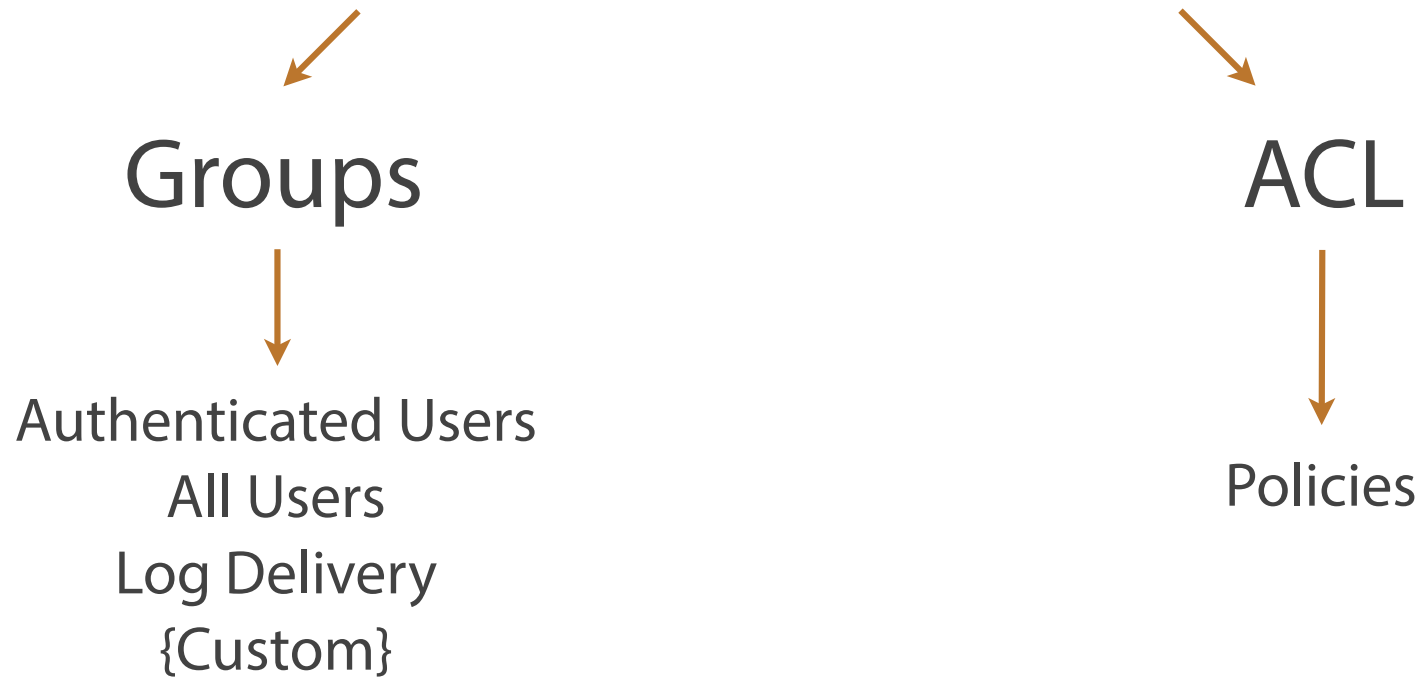 Groups
ACL
Authenticated Users
All Users
Log Delivery
{Custom}
Policies